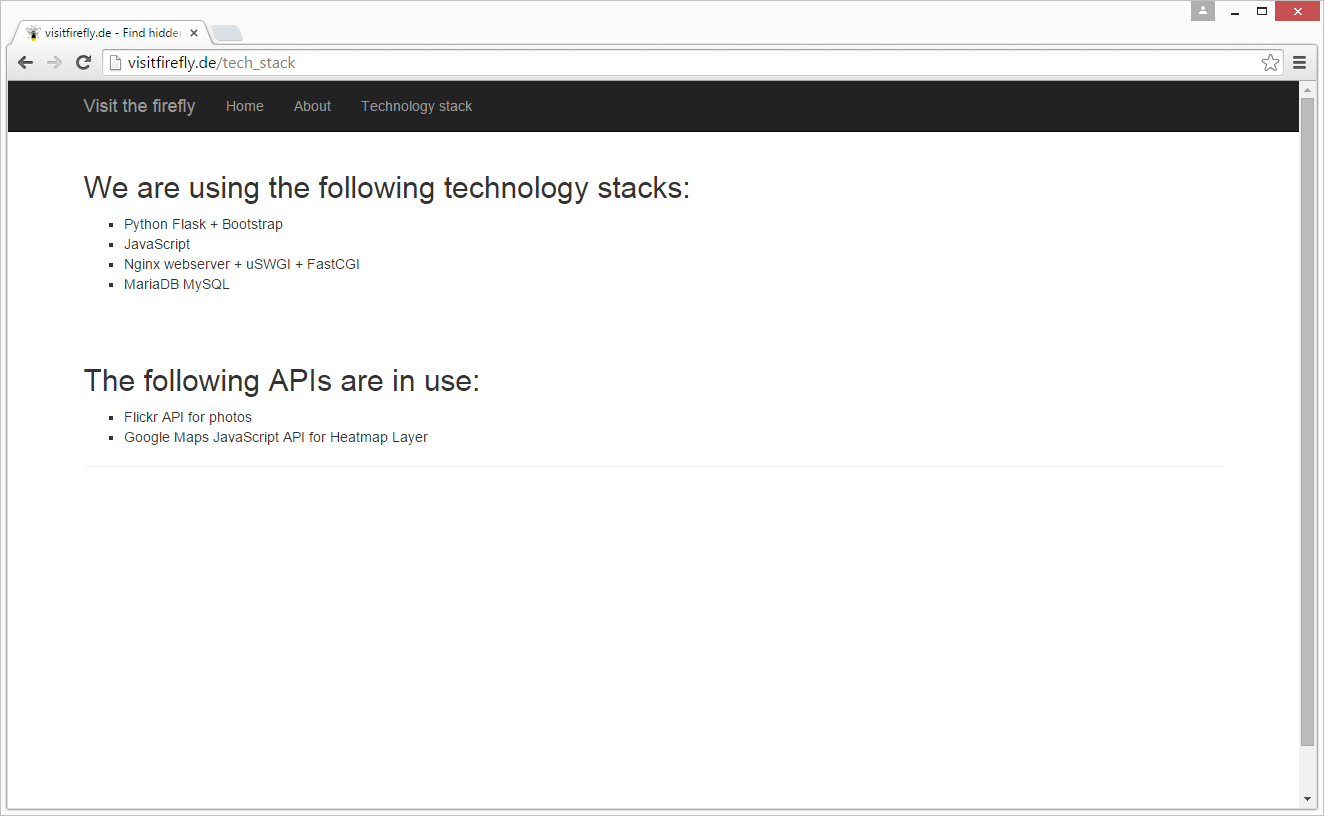 visitfirefly.de - Find hidde
visitfirefly.de/tech_stack
Visit the firefly Home About Technology stack
We are using the following technology stacks:
Python Flask + Bootstrap
JavaScript
Nginx webserver + uSWGI + FastCGI
MariaDB MySQL
The following APIs are in use:
Flickr API for photos
Google Maps JavaScript API for Heatmap Layer